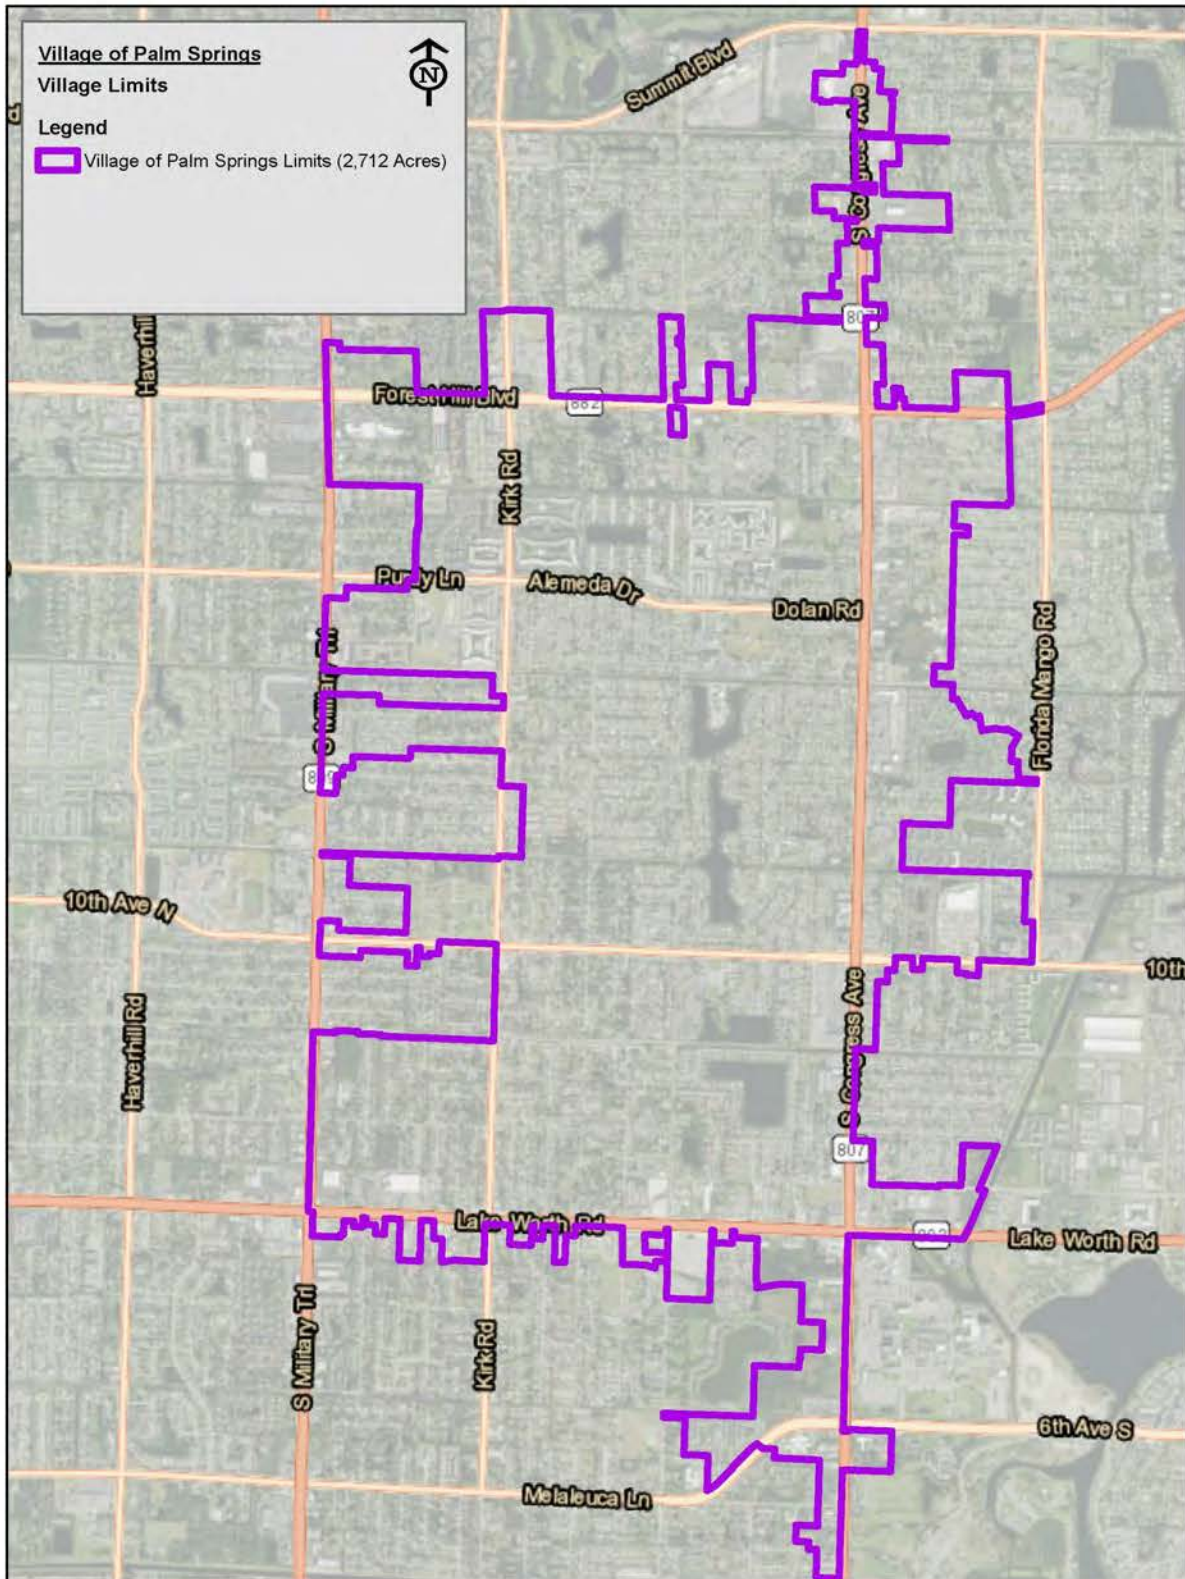 Village of Palm Springs
Village Limits
N
Legend
Village of Palm Springs Limits (2,712 Acres)
Summit Blvd
Haverhill
Forest Hill Blvd
882
807
Kirk Rd
Purdy Ln
Alemeda Dr
Dolan Rd
Florida Mango Rd
10th Ave N
10th
Haverhill Rd
S Congress Ave
807
Lake Worth Rd
Lake Worth Rd
S Military Trl
Kirk Rd
6th Ave S
Melaleuca Ln